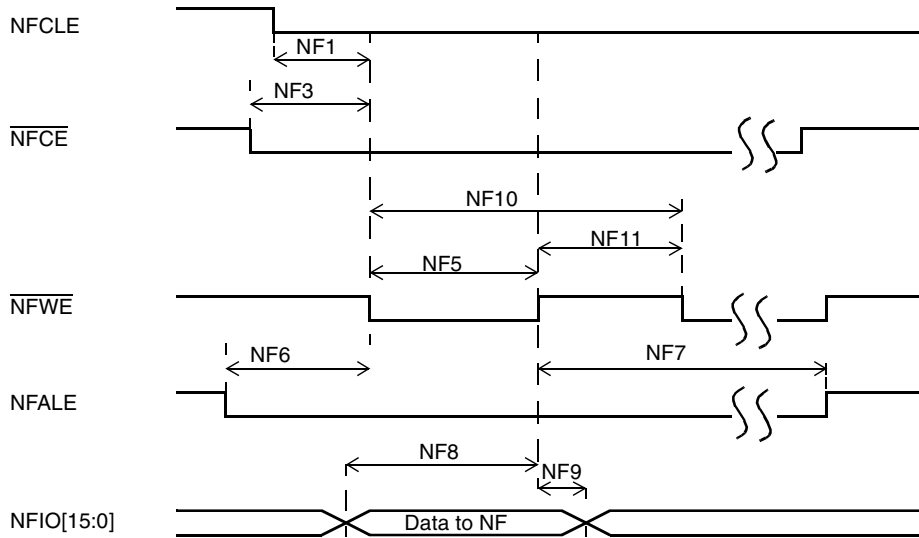 NFCLE
NF1
NF3
NFCE
NF10
NF11
NF5
NFWE
NF6
NF7
NFALE
NF8
NF9
NFIO[15:0]
Data to NF